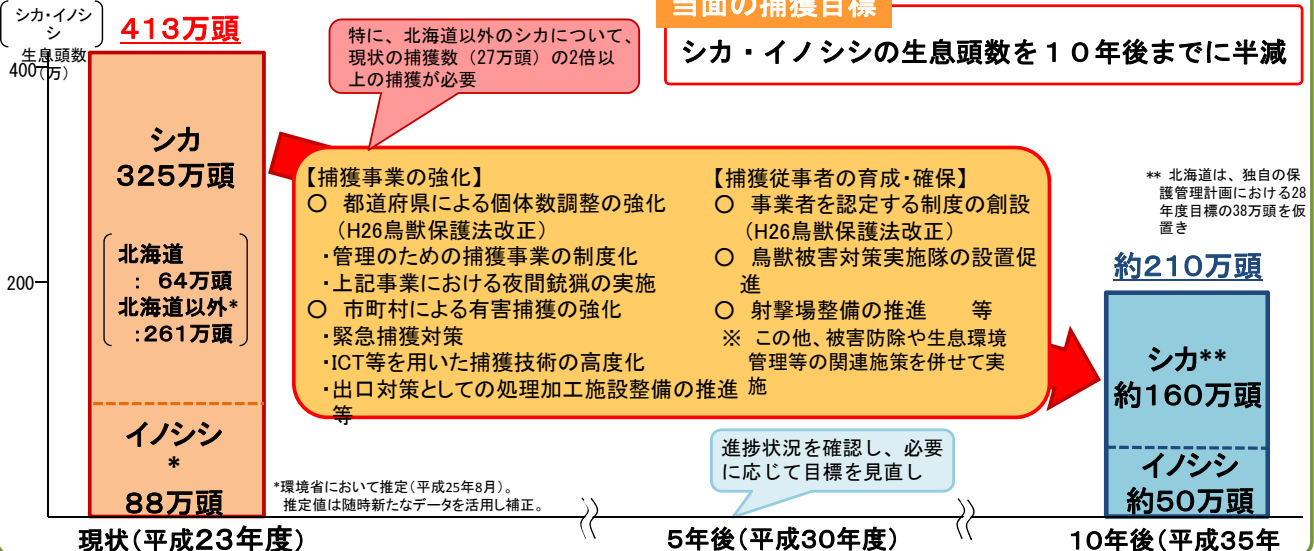 シカ・イノシ
シ
生息頭数
(万)
400
200
413万頭
シカ
325万頭
北海道
: 64万頭
北海道以外*
:261万頭
イノシシ
*
88万頭
現状(平成23年度)
特に、北海道以外のシカについて、
現状の捕獲数（27万頭）の2倍以
上の捕獲が必要
当面の捕獲目標
シカ・イノシシの生息頭数を１０年後までに半減
【捕獲事業の強化】
○ 都道府県による個体数調整の強化
(H26鳥獣保護法改正)
・管理のための捕獲事業の制度化
・上記事業における夜間銃猟の実施
○ 市町村による有害捕獲の強化
・緊急捕獲対策
・ICT等を用いた捕獲技術の高度化
・出口対策としての処理加工施設整備の推進
等
【捕獲従事者の育成・確保】
○ 事業者を認定する制度の創設
(H26鳥獣保護法改正)
○ 鳥獣被害対策実施隊の設置促
進
○ 射撃場整備の推進 等
※ この他、被害防除や生息環境
管理等の関連施策を併せて実
施
*環境省において推定(平成25年8月)。
推定値は随時新たなデータを活用し補正。
進捗状況を確認し、必要
に応じて目標を見直し
5年後(平成30年度)
** 北海道は、独自の保
護管理計画における28
年度目標の38万頭を仮
置き
約210万頭
シカ**
約160万頭
イノシシ
約50万頭
10年後(平成35年